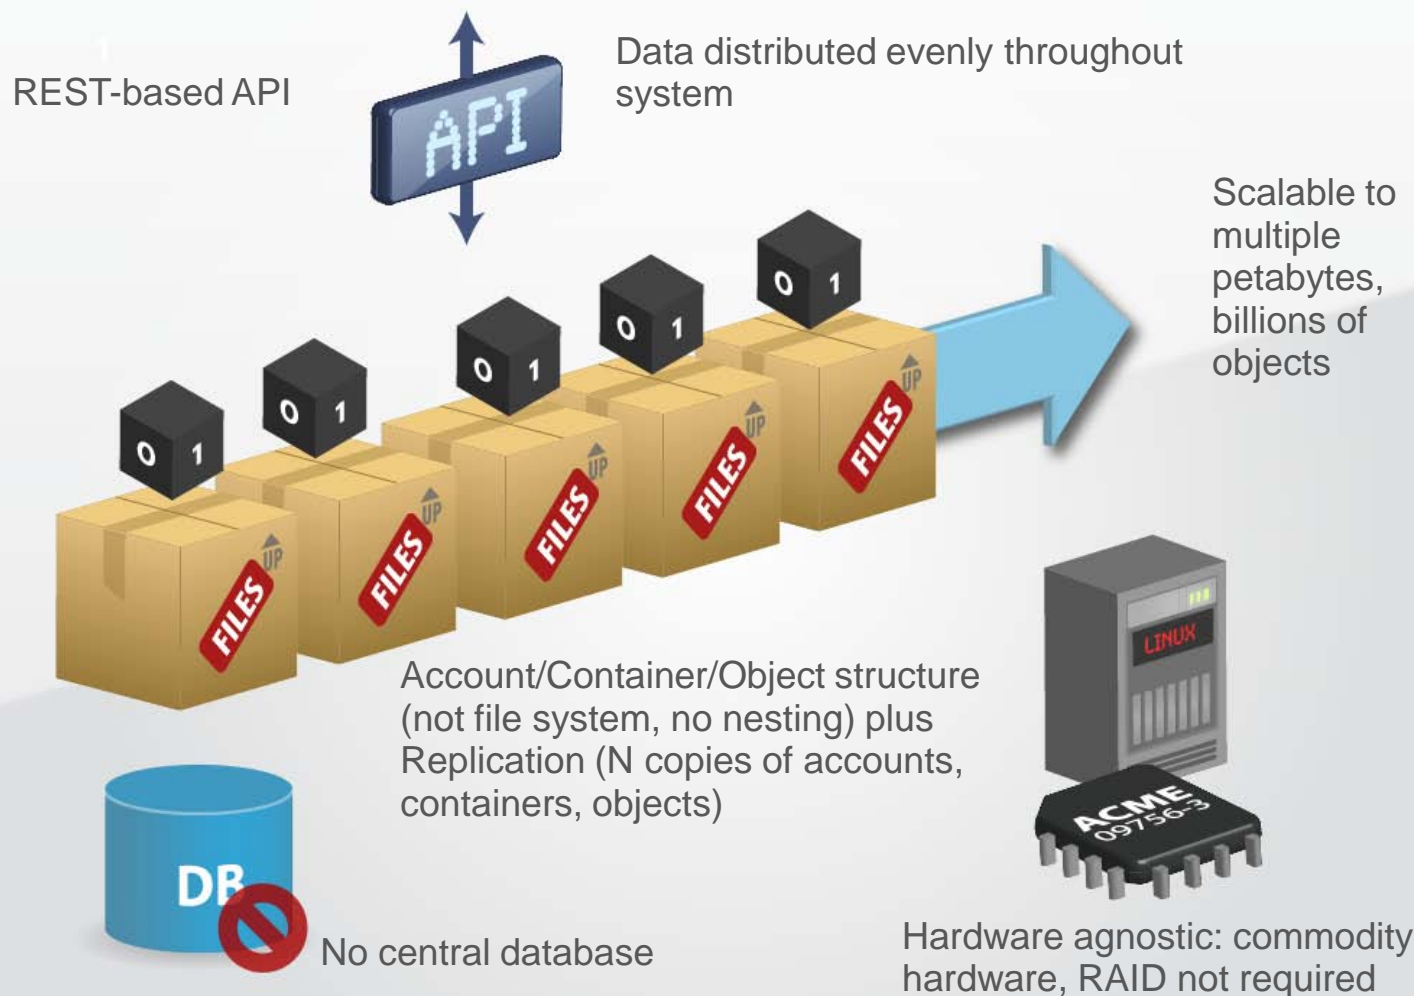 1
REST-based API
API
Data distributed evenly throughout
system
Scalable to
multiple
petabytes,
billions of
objects
0 1
0 1
0 1
0 1
0 1
UP
FILES
UP
FILES
UP
FILES
UP
FILES
UP
FILES
Account/Container/Object structure
(not file system, no nesting) plus
Replication (N copies of accounts,
containers, objects)
LINUX
ACME
09756-3
DB
No central database
Hardware agnostic: commodity
hardware, RAID not required